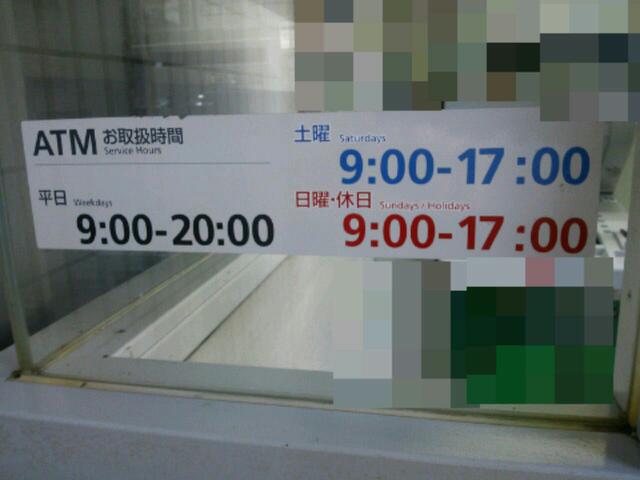 ATM お取扱時間
Service Hours
平日 Weekdays
9:00-20:00
土曜 Saturdays
9:00-17:00
日曜・休日 Sundays / Holidays
9:00-17:00